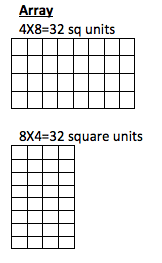 Array
4X8=32 sq units
8X4=32 square units